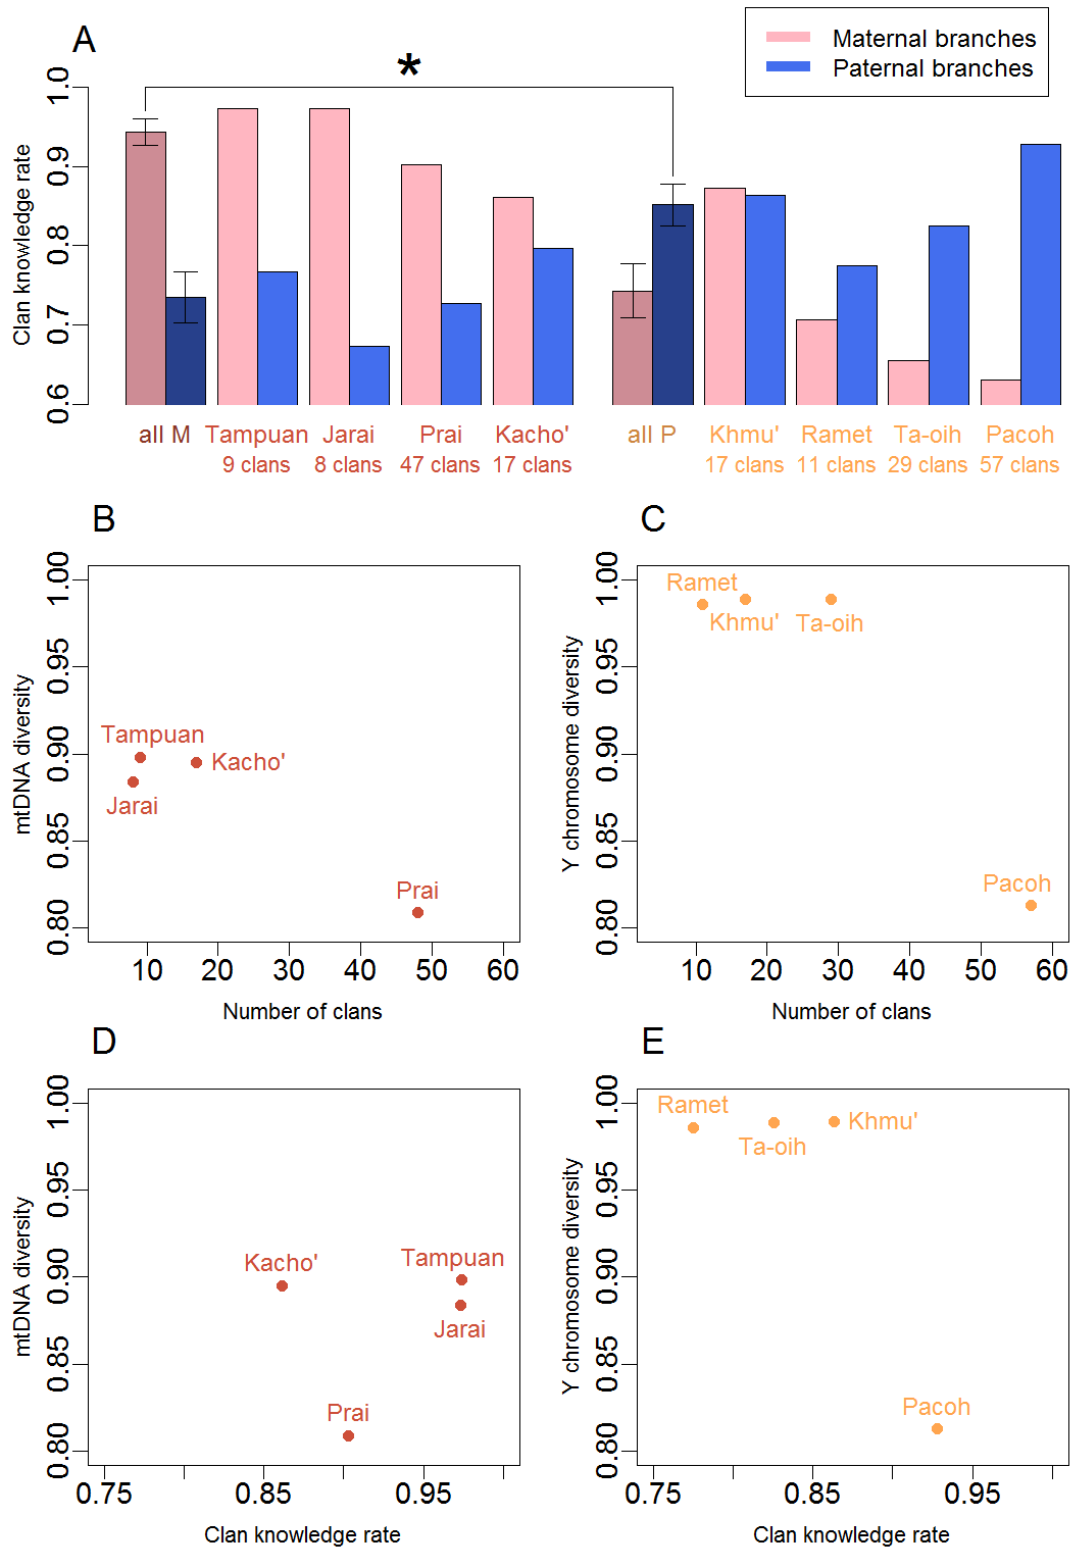 A
Maternal branches
Paternal branches
*
Clan knowledge rate
1.0
0.9
0.8
0.7
0.6
all M Tampuan Jarai Prai Kacho' all P Khmu' Ramet Ta-oih Pacoh
9 clans 8 clans 47 clans 17 clans 17 clans 11 clans 29 clans 57 clans
B
mtDNA diversity
1.00
0.95
0.90
0.85
0.80
Tampuan
Kacho'
Jarai
Prai
10 20 30 40 50 60
Number of clans
C
Y chromosome diversity
1.00
0.95
0.90
0.85
0.80
Ramet
Khmu' Ta-oih
Pacoh
10 20 30 40 50 60
Number of clans
D
mtDNA diversity
1.00
0.95
0.90
0.85
0.80
Kacho' Tampuan
Jarai
Prai
0.75 0.85 0.95
Clan knowledge rate
E
Y chromosome diversity
1.00
0.95
0.90
0.85
0.80
Ramet
Khmu'
Ta-oih
Pacoh
0.75 0.85 0.95
Clan knowledge rate